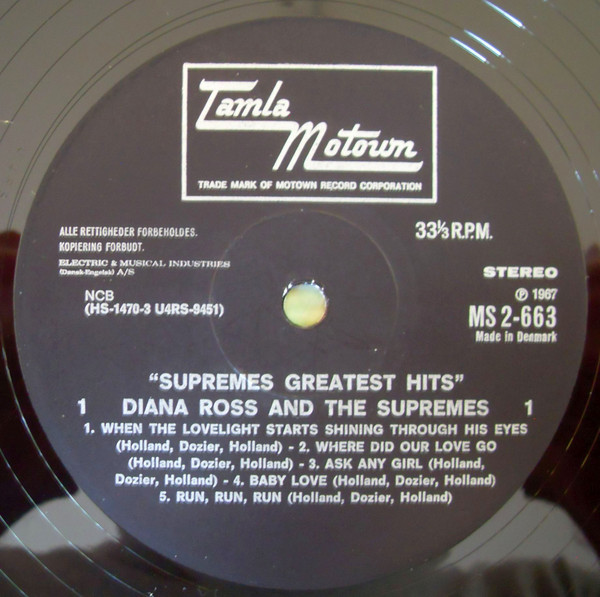 Tamla
Motown
TRADE MARK OF MOTOWN RECORD CORPORATION
ALLE RETTIGHEDER FORBEHOLDES.
KOPIERING FORBUDT.
ELECTRIC & MUSICAL INDUSTRIES
(Dansk-Engelsk) A/S
33⅓ R.P.M.
STEREO
℗ 1967
NCB
(HS-1470-3 U4RS-9451)
MS 2-663
Made in Denmark
"SUPREMES GREATEST HITS"
1 DIANA ROSS AND THE SUPREMES 1
1. WHEN THE LOVELIGHT STARTS SHINING THROUGH HIS EYES
(Holland, Dozier, Holland) - 2. WHERE DID OUR LOVE GO
(Holland, Dozier, Holland) - 3. ASK ANY GIRL (Holland,
Dozier, Holland) - 4. BABY LOVE (Holland, Dozier, Holland)
5. RUN, RUN, RUN (Holland, Dozier, Holland)